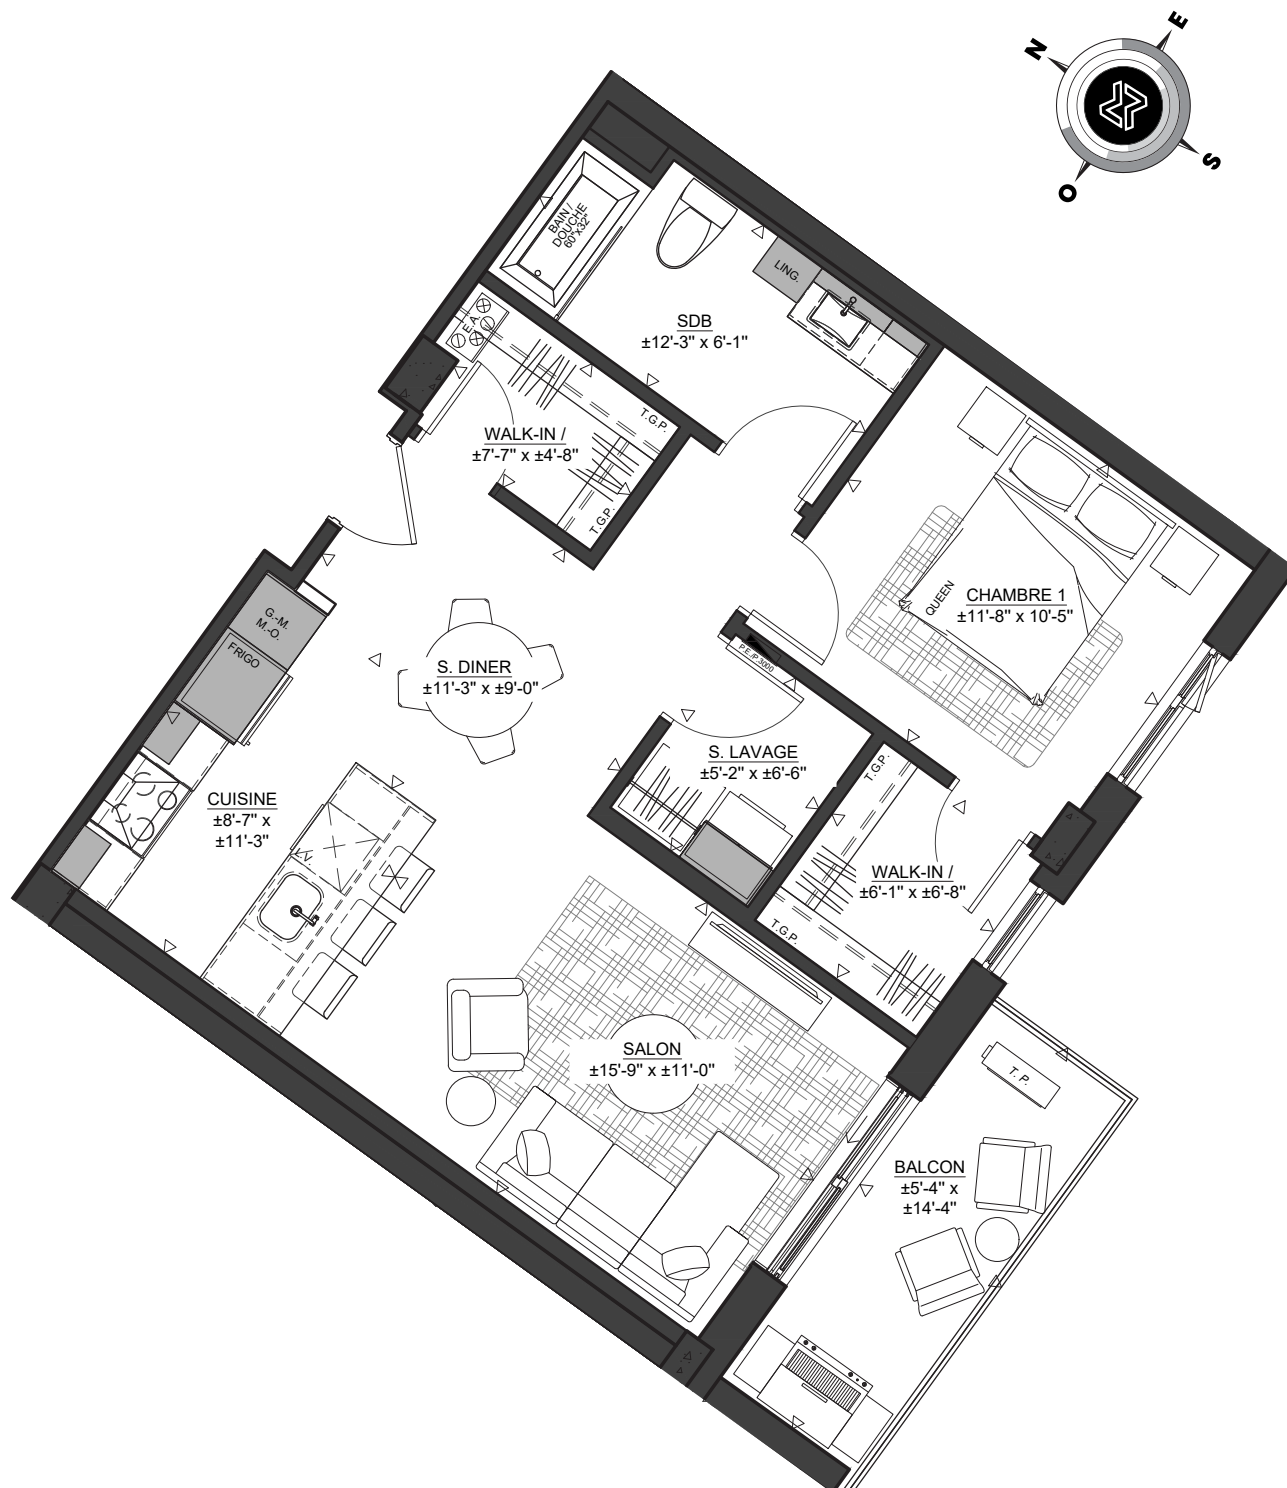 N
E
S
O
BAIN /
DOUCHE
60"x32"
LING.
SDB
±12'-3" x 6'-1"
E.A.
T.G.P.
WALK-IN /
±7'-7" x ±4'-8"
T.G.P.
QUEEN
CHAMBRE 1
±11'-8" x 10'-5"
G.-M.
M.-O.
FRIGO
S. DINER
±11'-3" x ±9'-0"
P.E./P.3000
S. LAVAGE
±5'-2" x ±6'-6"
T.G.P.
CUISINE
±8'-7" x
±11'-3"
L.V.
WALK-IN /
±6'-1" x ±6'-8"
T.G.P.
SALON
±15'-9" x ±11'-0"
T.P.
BALCON
±5'-4" x
±14'-4"